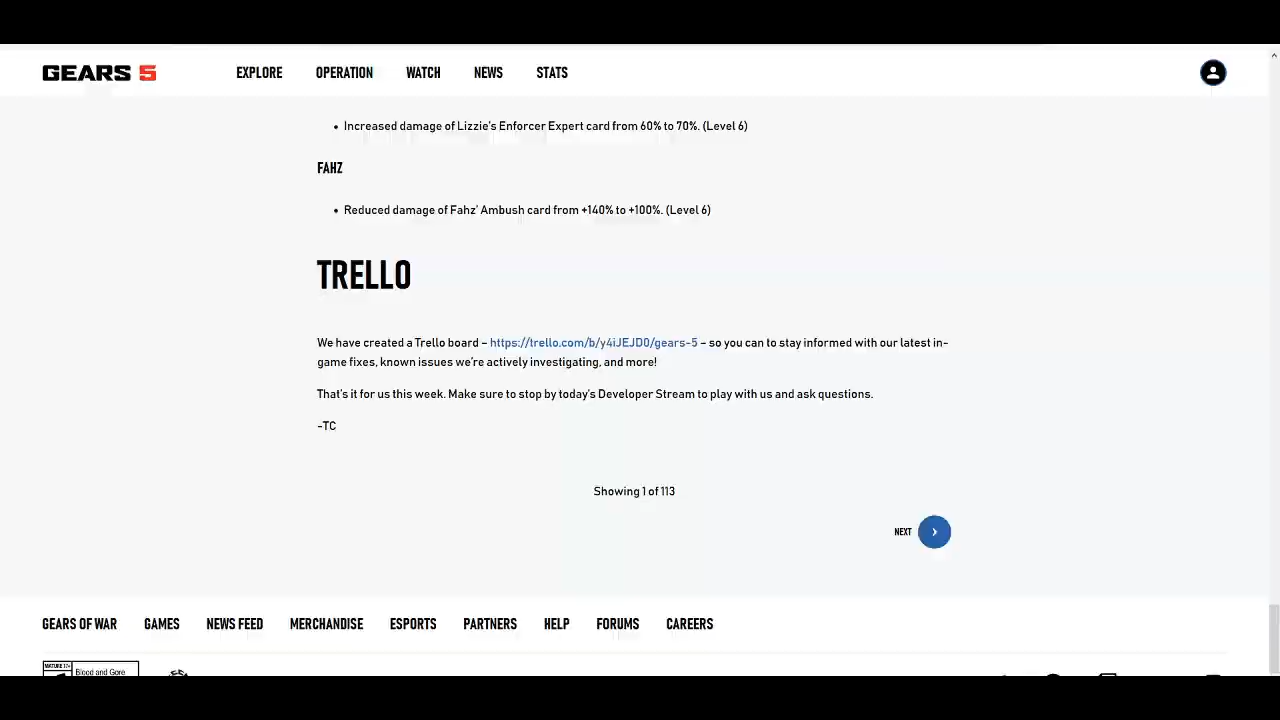 GEARS 5
EXPLORE OPERATION WATCH NEWS STATS
• Increased damage of Lizzie's Enforcer Expert card from 60% to 70%. (Level 6)
FAHZ
• Reduced damage of Fahz' Ambush card from +140% to +100%. (Level 6)
TRELLO
We have created a Trello board – https://trello.com/b/y4iJEJD0/gears-5 – so you can to stay informed with our latest in-
game fixes, known issues we're actively investigating, and more!
That's it for us this week. Make sure to stop by today's Developer Stream to play with us and ask questions.
-TC
Showing 1 of 113
NEXT
GEARS OF WAR GAMES NEWS FEED MERCHANDISE ESPORTS PARTNERS HELP FORUMS CAREERS
MATURE 17+
Blood and Gore